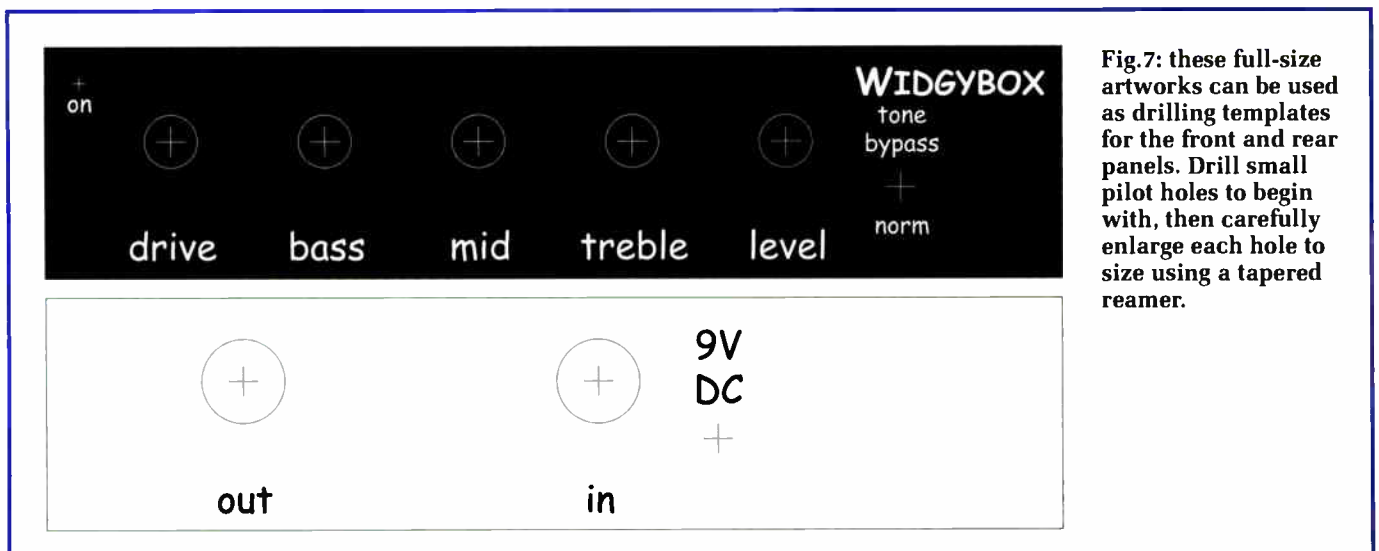 on
WIDGYBOX
tone
bypass
norm
drive bass mid treble level
9V
DC
out in
Fig.7: these full-size
artworks can be used
as drilling templates
for the front and rear
panels. Drill small
pilot holes to begin
with, then carefully
enlarge each hole to
size using a tapered
reamer.